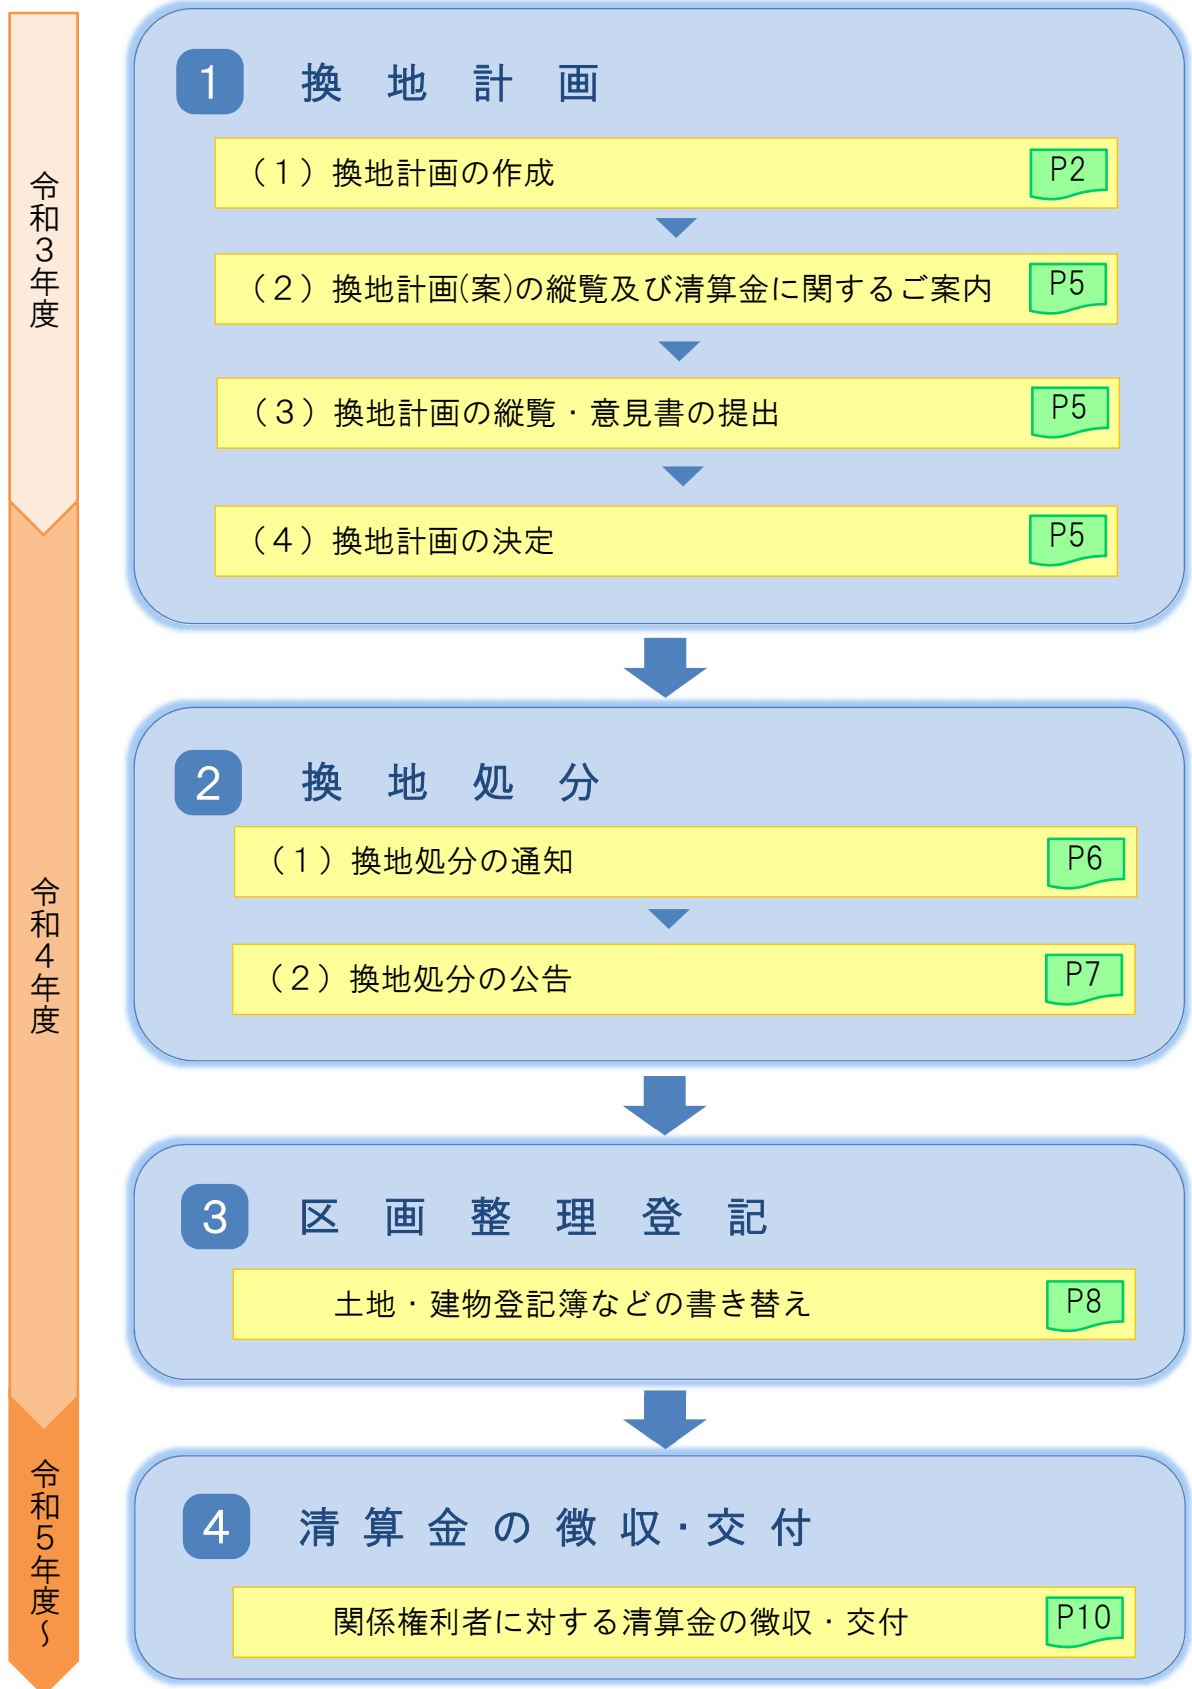 令和3年度
1 換地計画
（1）換地計画の作成 P2
（2）換地計画(案)の縦覧及び清算金に関するご案内 P5
（3）換地計画の縦覧・意見書の提出 P5
（4）換地計画の決定 P5
令和4年度
2 換地処分
（1）換地処分の通知 P6
（2）換地処分の公告 P7
3 区画整理登記
土地・建物登記簿などの書き替え P8
令和5年度～
4 清算金の徴収・交付
関係権利者に対する清算金の徴収・交付 P10